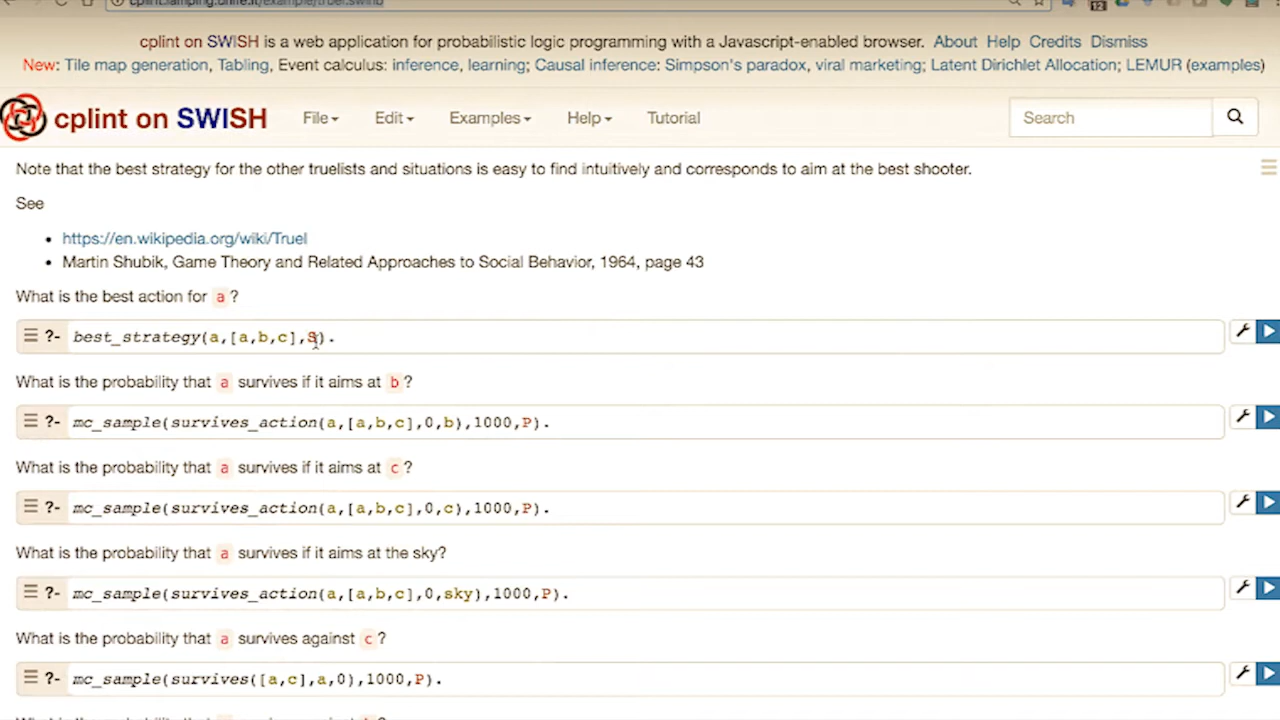 cplint.lamping.unife.it/example/truel.swinb
12
cplint on SWISH is a web application for probabilistic logic programming with a Javascript-enabled browser. About Help Credits Dismiss
New: Tile map generation, Tabling, Event calculus: inference, learning; Causal inference: Simpson's paradox, viral marketing; Latent Dirichlet Allocation; LEMUR (examples)
cplint on SWISH File Edit Examples Help Tutorial Search
Note that the best strategy for the other truelists and situations is easy to find intuitively and corresponds to aim at the best shooter.
See
https://en.wikipedia.org/wiki/Truel
Martin Shubik, Game Theory and Related Approaches to Social Behavior, 1964, page 43
What is the best action for a ?
?- best_strategy(a,[a,b,c],S).
What is the probability that a survives if it aims at b ?
?- mc_sample(survives_action(a,[a,b,c],0,b),1000,P).
What is the probability that a survives if it aims at c ?
?- mc_sample(survives_action(a,[a,b,c],0,c),1000,P).
What is the probability that a survives if it aims at the sky?
?- mc_sample(survives_action(a,[a,b,c],0,sky),1000,P).
What is the probability that a survives against c ?
?- mc_sample(survives([a,c],a,0),1000,P).